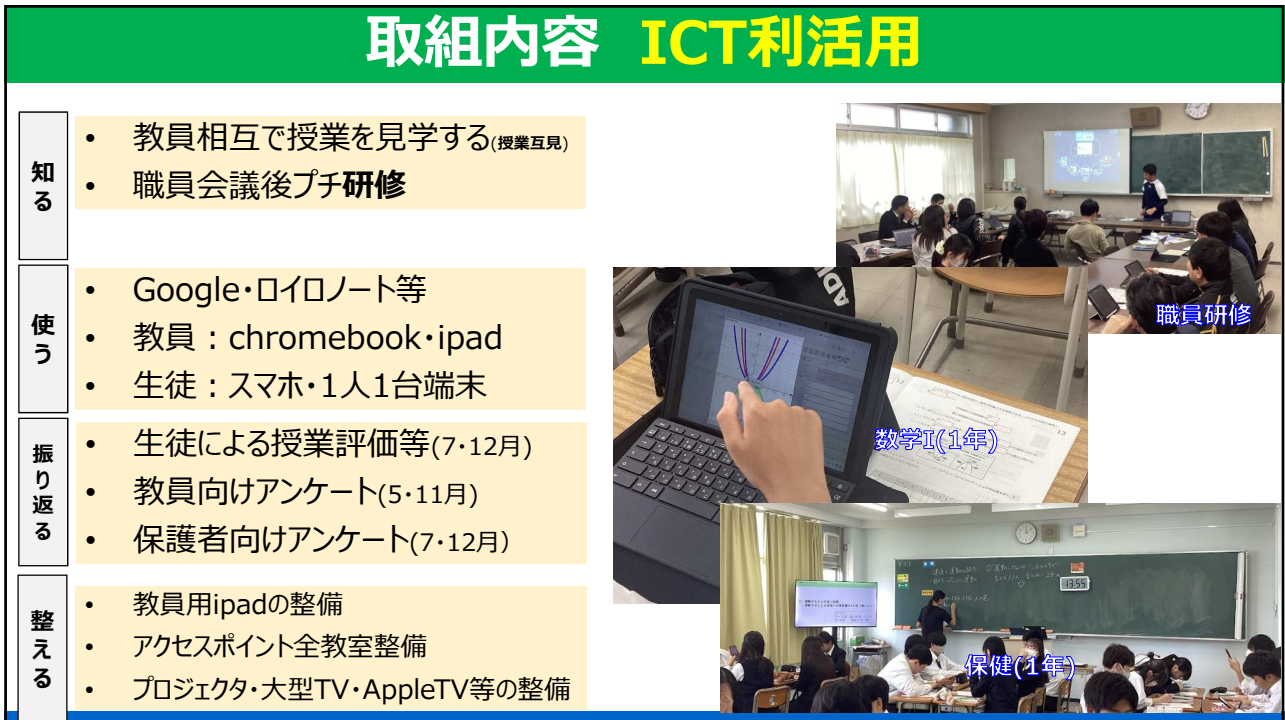 取組内容 ICT利活用
知る
• 教員相互で授業を見学する(授業互見)
• 職員会議後プチ研修
使う
• Google・ロイロノート等
• 教員：chromebook・ipad
• 生徒：スマホ・1人1台端末
振り返る
• 生徒による授業評価等(7・12月)
• 教員向けアンケート(5・11月)
• 保護者向けアンケート(7・12月）
整える
• 教員用ipadの整備
• アクセスポイント全教室整備
• プロジェクタ・大型TV・AppleTV等の整備
職員研修
数学I(1年)
13
保健(1年)
13:55